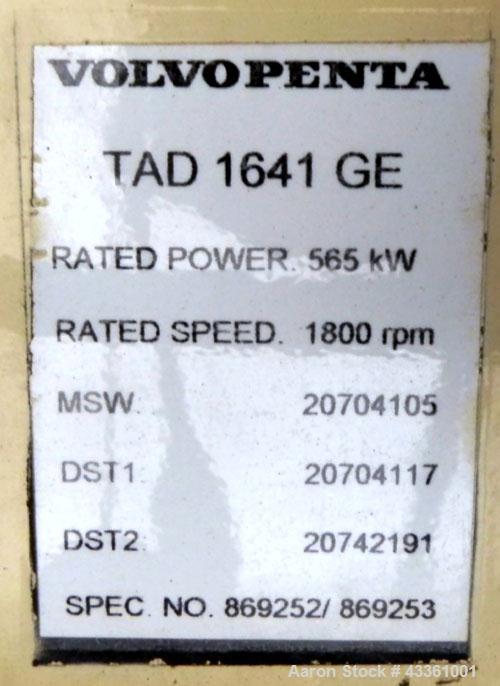 VOLVO PENTA
TAD 1641 GE
RATED POWER. 565 kW
RATED SPEED. 1800 rpm
MSW. 20704105
DST1. 20704117
DST2. 20742191
SPEC. NO. 869252/ 869253
Aaron Stock # 43361001